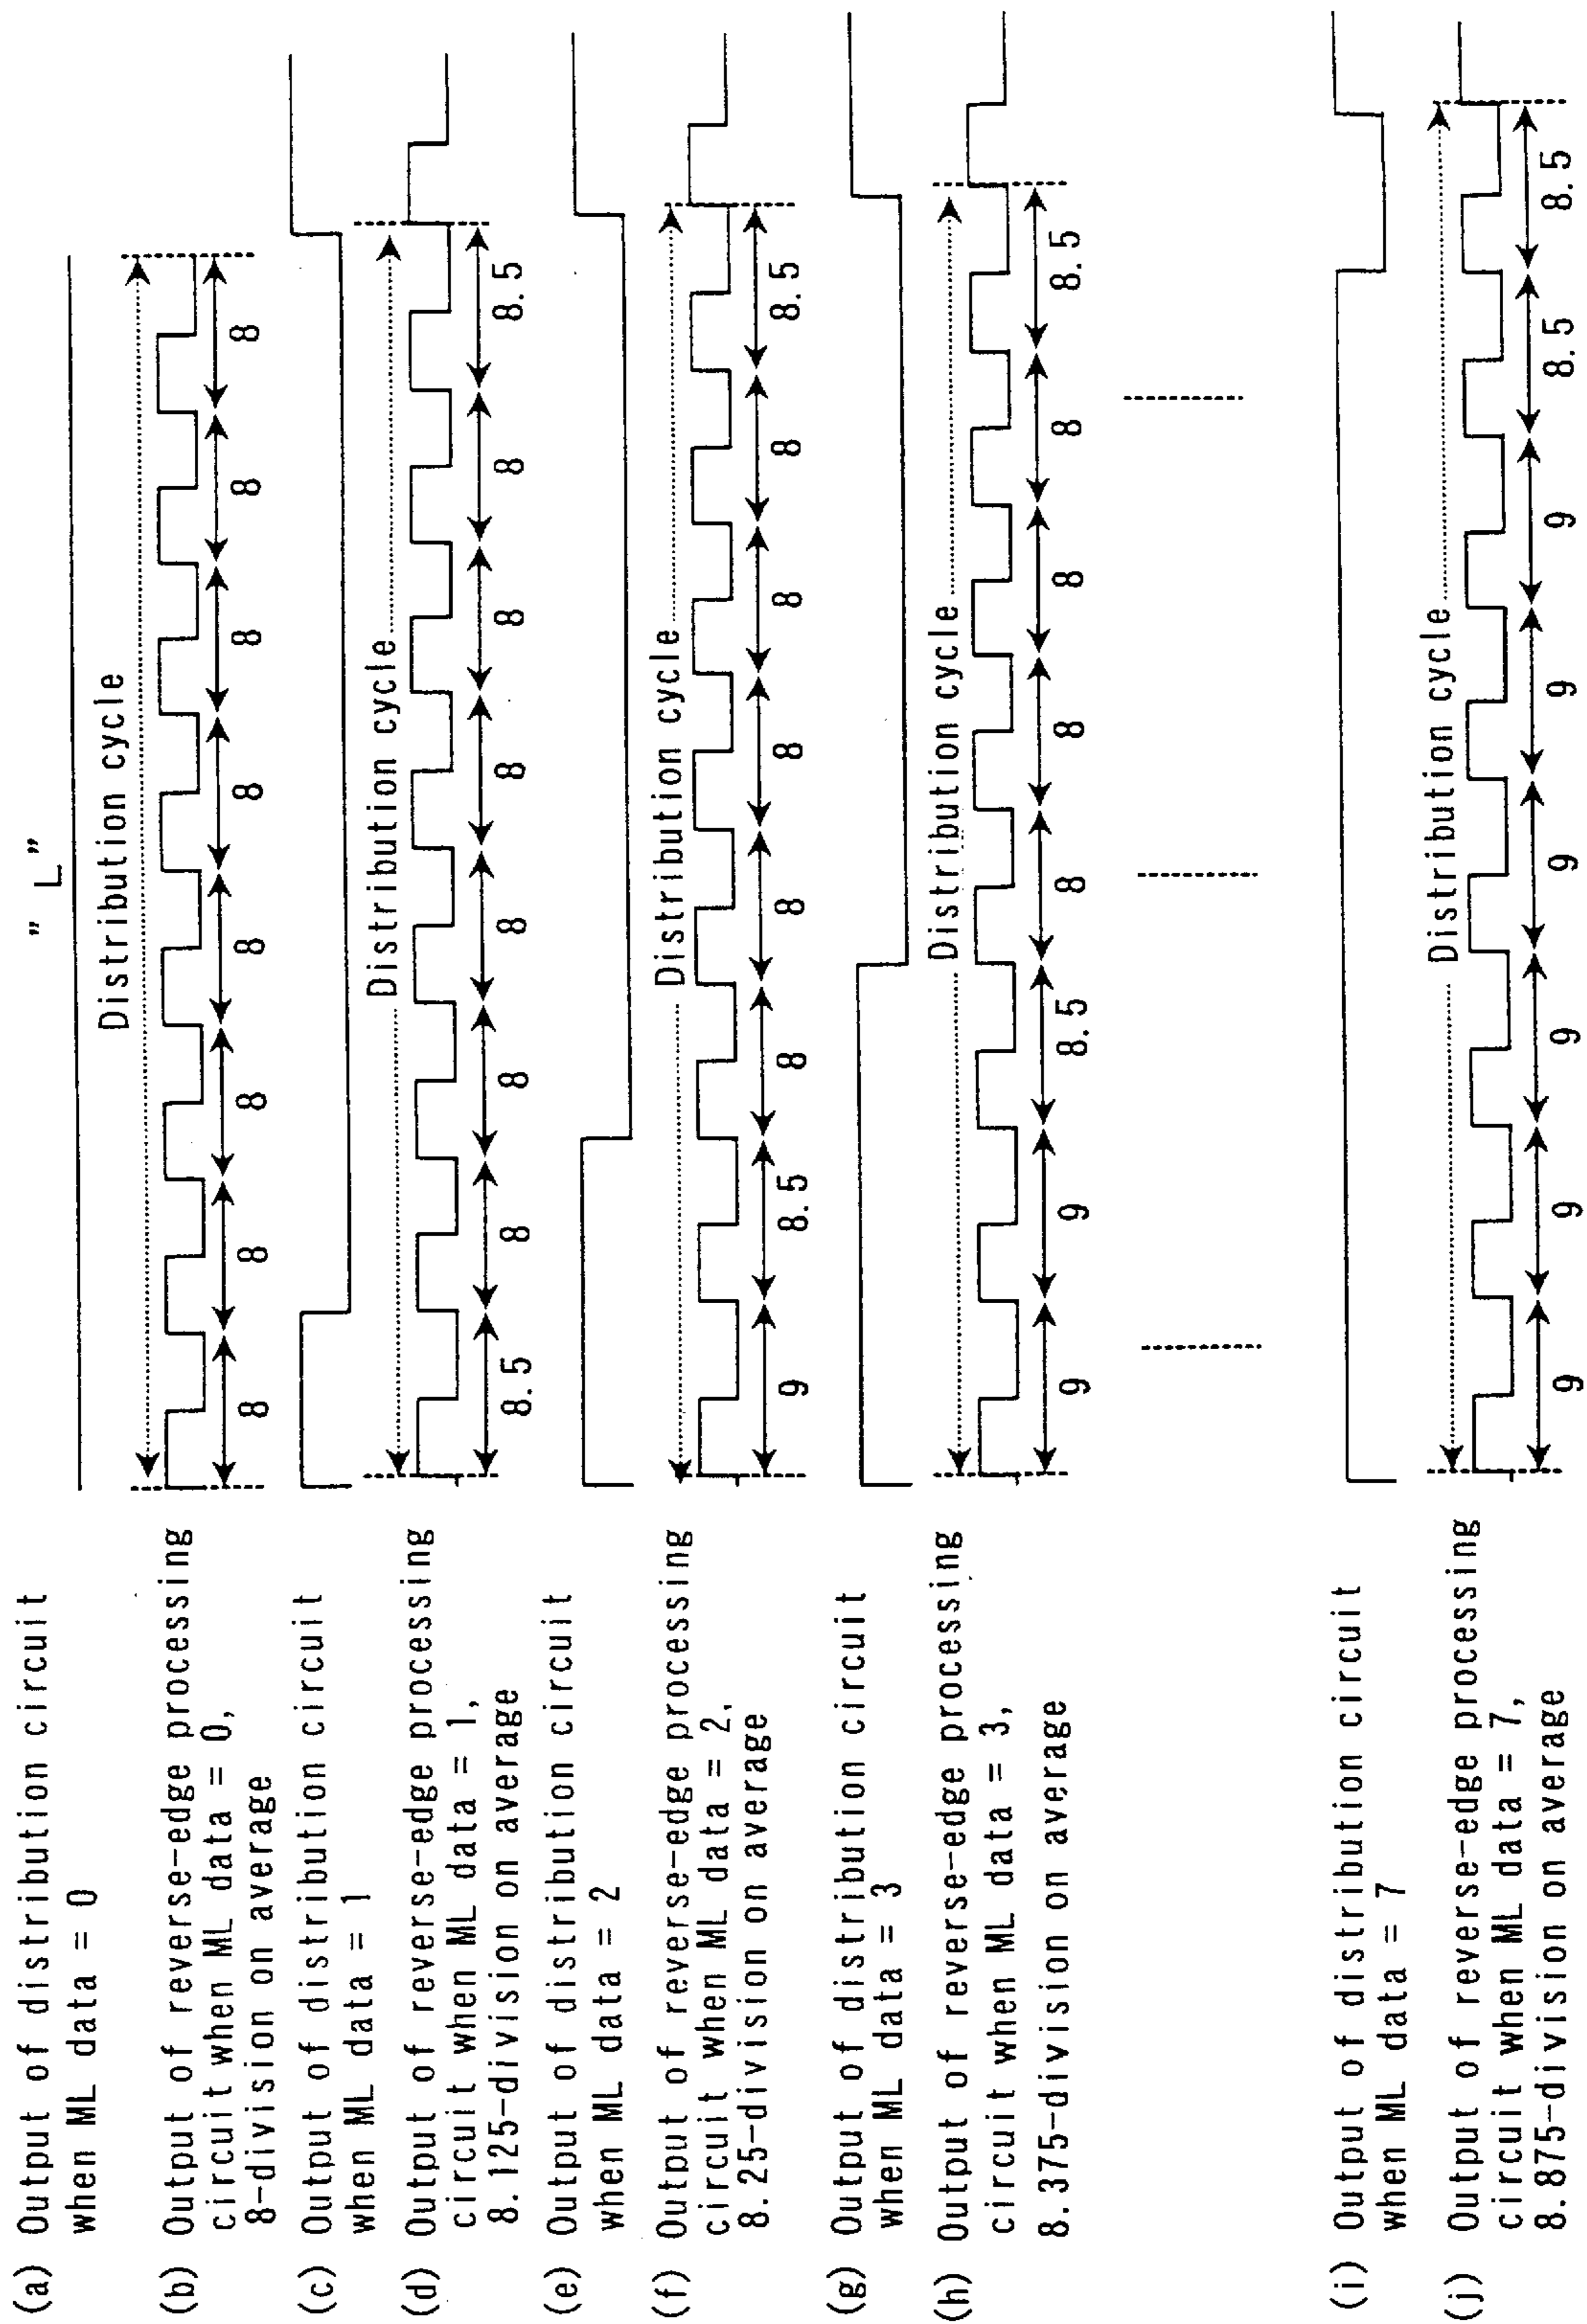 (a) Output of distribution circuit
when ML data = 0
" L "
(b) Output of reverse-edge processing
circuit when ML data = 0,
8-division on average
Distribution cycle
8 8 8 8 8 8 8 8
(c) Output of distribution circuit
when ML data = 1
(d) Output of reverse-edge processing
circuit when ML data = 1,
8.125-division on average
Distribution cycle
8.5 8 8 8 8 8 8 8.5
(e) Output of distribution circuit
when ML data = 2
(f) Output of reverse-edge processing
circuit when ML data = 2,
8.25-division on average
Distribution cycle
9 8.5 8 8 8 8 8 8.5
(g) Output of distribution circuit
when ML data = 3
(h) Output of reverse-edge processing
circuit when ML data = 3,
8.375-division on average
Distribution cycle
9 9 8.5 8 8 8 8 8.5
(i) Output of distribution circuit
when ML data = 7
(j) Output of reverse-edge processing
circuit when ML data = 7,
8.875-division on average
Distribution cycle
9 9 9 9 9 9 8.5 8.5